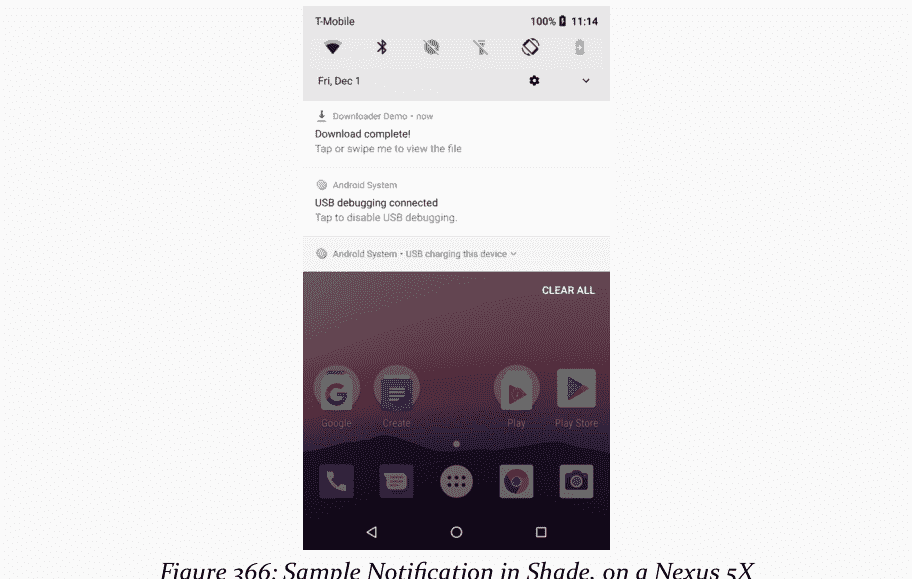 T-Mobile 100% 11:14
Fri, Dec 1
Downloader Demo • now
Download complete!
Tap or swipe me to view the file
Android System
USB debugging connected
Tap to disable USB debugging.
Android System • USB charging this device
CLEAR ALL
Google Create Play Play Store
Figure 366: Sample Notification in Shade, on a Nexus 5X